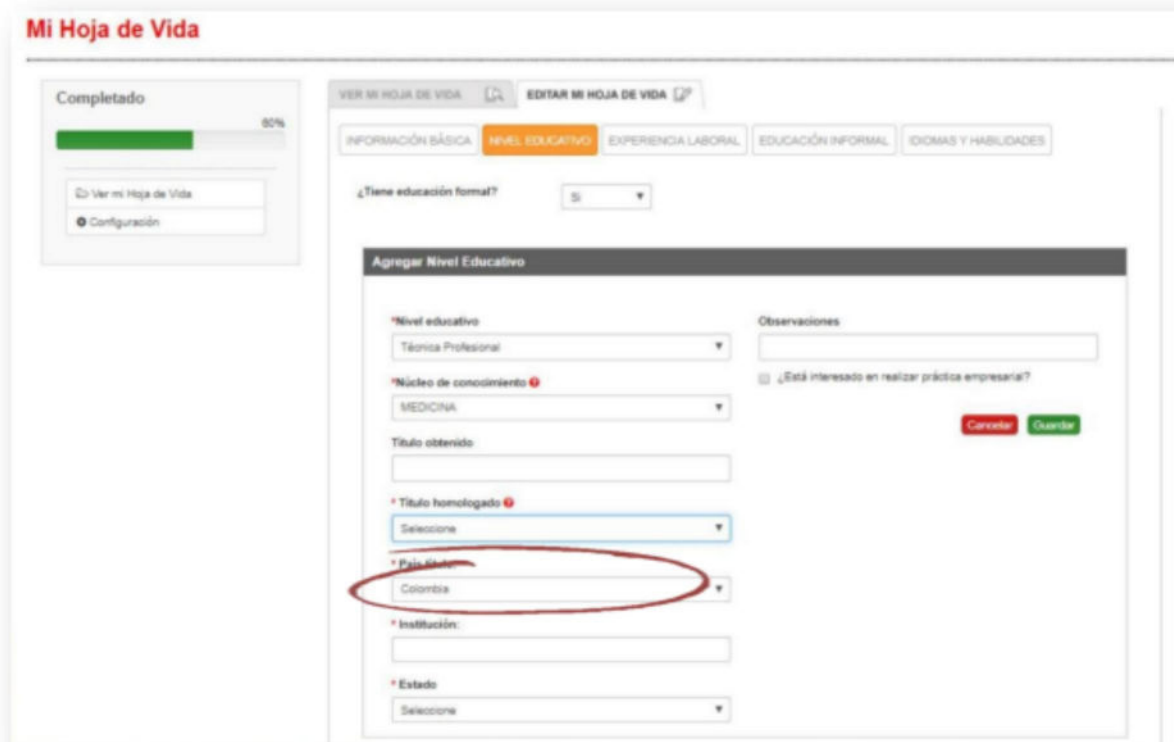 Mi Hoja de Vida
Completado
60%
Ver mi Hoja de Vida
Configuración
VER MI HOJA DE VIDA
EDITAR MI HOJA DE VIDA
INFORMACIÓN BÁSICA
NIVEL EDUCATIVO
EXPERIENCIA LABORAL
EDUCACIÓN INFORMAL
IDIOMAS Y HABILIDADES
¿Tiene educación formal?
Si
Agregar Nivel Educativo
*Nivel educativo
Técnica Profesional
*Núcleo de conocimiento
MEDICINA
Título obtenido
* Título homologado
Seleccione
* País título:
Colombia
* Institución:
* Estado
Seleccione
Observaciones
¿Está interesado en realizar práctica empresarial?
Cancelar
Guardar